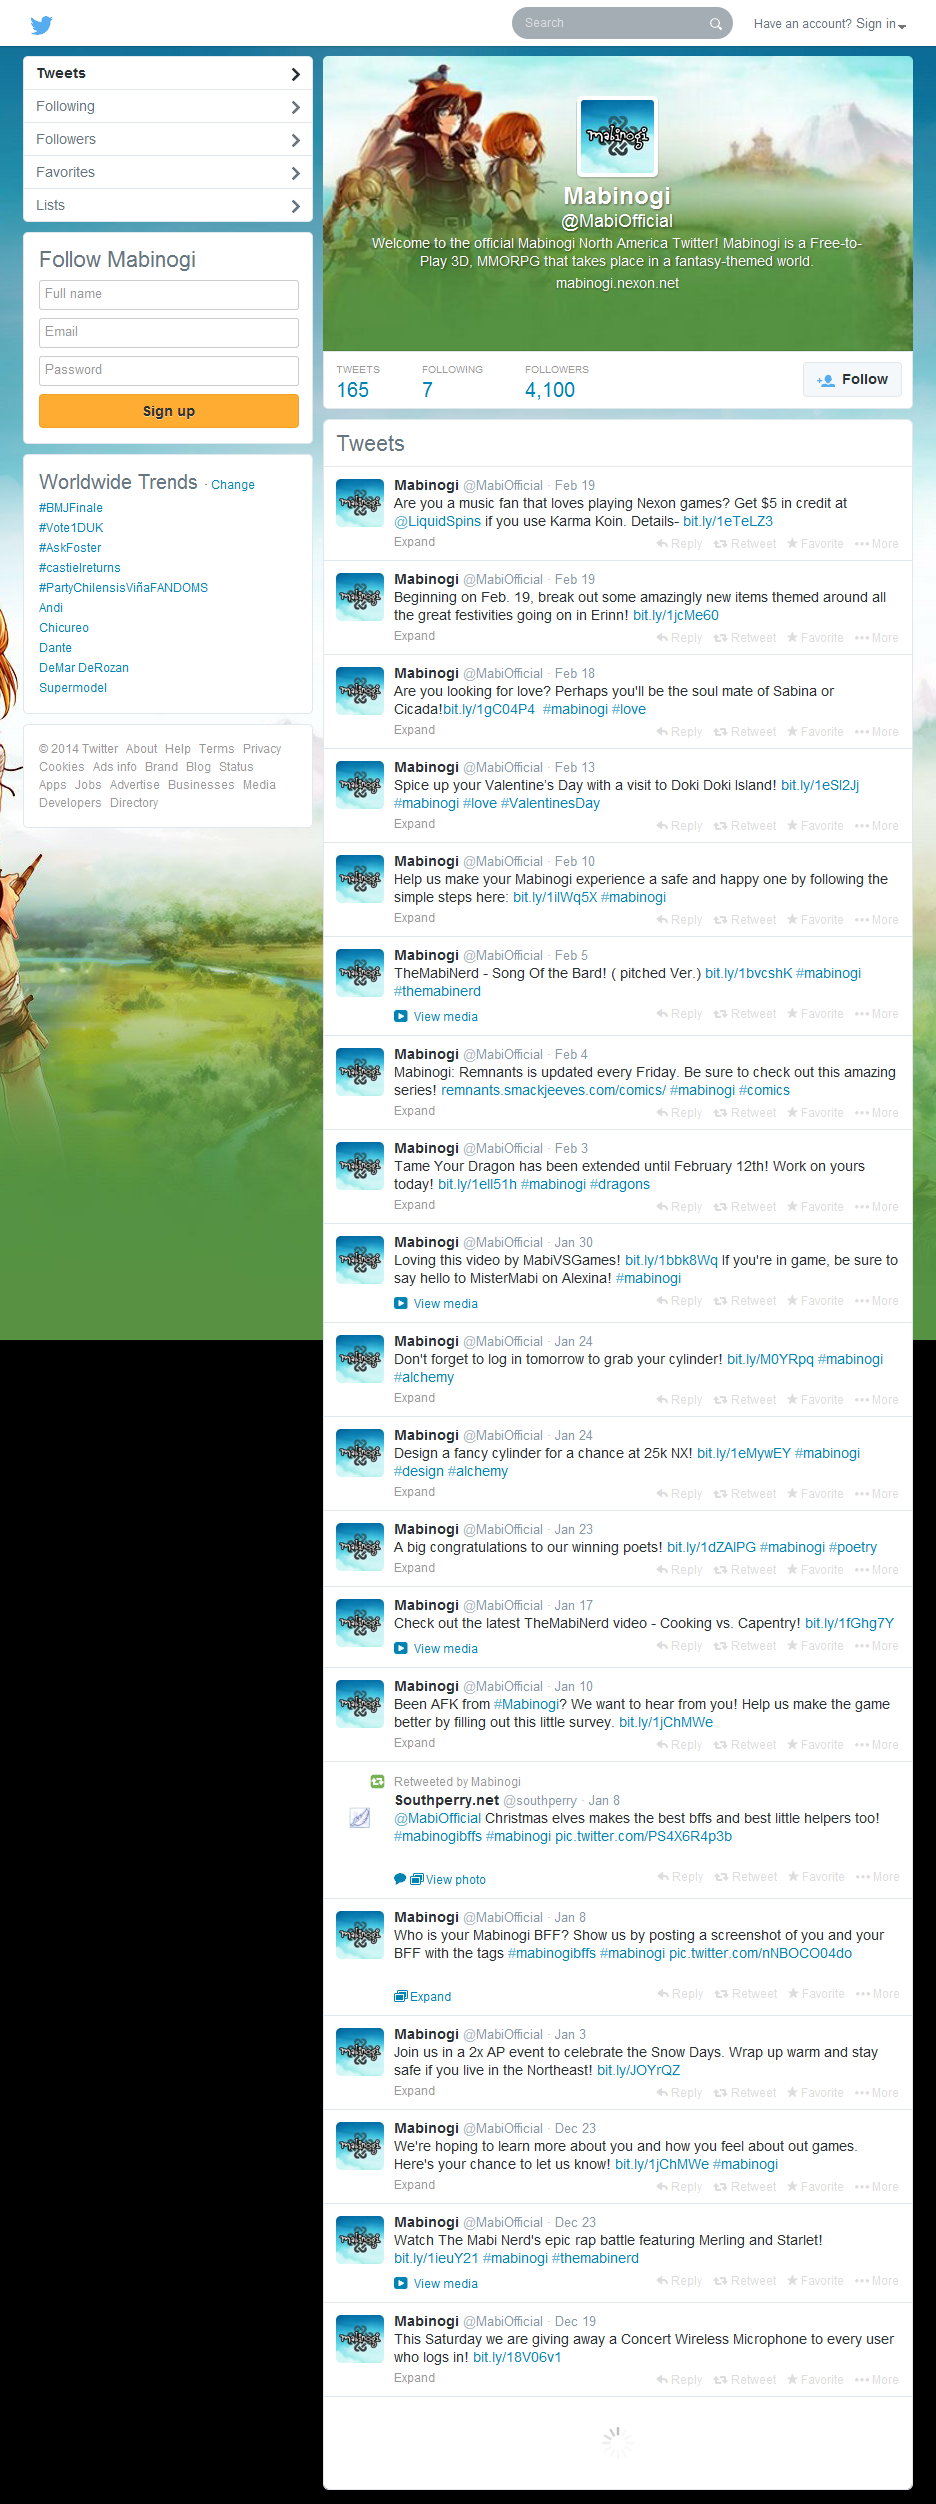 Search
Have an account? Sign in
Tweets
Following
Followers
Favorites
Lists
Follow Mabinogi
Full name
Email
Password
Sign up
Worldwide Trends · Change
#BMJFinale
#Vote1DUK
#AskFoster
#castielreturns
#PartyChilensisViñaFANDOMS
Andi
Chicureo
Dante
DeMar DeRozan
Supermodel
© 2014 Twitter About Help Terms Privacy
Cookies Ads info Brand Blog Status
Apps Jobs Advertise Businesses Media
Developers Directory
mabinogi
Mabinogi
@MabiOfficial
Welcome to the official Mabinogi North America Twitter! Mabinogi is a Free-to-
Play 3D, MMORPG that takes place in a fantasy-themed world.
mabinogi.nexon.net
TWEETS FOLLOWING FOLLOWERS
165 7 4,100
Follow
Tweets
Mabinogi @MabiOfficial · Feb 19
Are you a music fan that loves playing Nexon games? Get $5 in credit at
@LiquidSpins if you use Karma Koin. Details- bit.ly/1eTeLZ3
Expand Reply Retweet Favorite More
Mabinogi @MabiOfficial · Feb 19
Beginning on Feb. 19, break out some amazingly new items themed around all
the great festivities going on in Erinn! bit.ly/1jcMe60
Expand Reply Retweet Favorite More
Mabinogi @MabiOfficial · Feb 18
Are you looking for love? Perhaps you'll be the soul mate of Sabina or
Cicada!bit.ly/1gC04P4 #mabinogi #love
Expand Reply Retweet Favorite More
Mabinogi @MabiOfficial · Feb 13
Spice up your Valentine's Day with a visit to Doki Doki Island! bit.ly/1eSl2Jj
#mabinogi #love #ValentinesDay
Expand Reply Retweet Favorite More
Mabinogi @MabiOfficial · Feb 10
Help us make your Mabinogi experience a safe and happy one by following the
simple steps here: bit.ly/1ilWq5X #mabinogi
Expand Reply Retweet Favorite More
Mabinogi @MabiOfficial · Feb 5
TheMabiNerd - Song Of the Bard! ( pitched Ver.) bit.ly/1bvcshK #mabinogi
#themabinerd
View media Reply Retweet Favorite More
Mabinogi @MabiOfficial · Feb 4
Mabinogi: Remnants is updated every Friday. Be sure to check out this amazing
series! remnants.smackjeeves.com/comics/ #mabinogi #comics
Expand Reply Retweet Favorite More
Mabinogi @MabiOfficial · Feb 3
Tame Your Dragon has been extended until February 12th! Work on yours
today! bit.ly/1ell51h #mabinogi #dragons
Expand Reply Retweet Favorite More
Mabinogi @MabiOfficial · Jan 30
Loving this video by MabiVSGames! bit.ly/1bbk8Wq If you're in game, be sure to
say hello to MisterMabi on Alexina! #mabinogi
View media Reply Retweet Favorite More
Mabinogi @MabiOfficial · Jan 24
Don't forget to log in tomorrow to grab your cylinder! bit.ly/M0YRpq #mabinogi
#alchemy
Expand Reply Retweet Favorite More
Mabinogi @MabiOfficial · Jan 24
Design a fancy cylinder for a chance at 25k NX! bit.ly/1eMywEY #mabinogi
#design #alchemy
Expand Reply Retweet Favorite More
Mabinogi @MabiOfficial · Jan 23
A big congratulations to our winning poets! bit.ly/1dZAlPG #mabinogi #poetry
Expand Reply Retweet Favorite More
Mabinogi @MabiOfficial · Jan 17
Check out the latest TheMabiNerd video - Cooking vs. Capentry! bit.ly/1fGhg7Y
View media Reply Retweet Favorite More
Mabinogi @MabiOfficial · Jan 10
Been AFK from #Mabinogi? We want to hear from you! Help us make the game
better by filling out this little survey. bit.ly/1jChMWe
Expand Reply Retweet Favorite More
Retweeted by Mabinogi
Southperry.net @southperry · Jan 8
@MabiOfficial Christmas elves makes the best bffs and best little helpers too!
#mabinogibffs #mabinogi pic.twitter.com/PS4X6R4p3b
View photo Reply Retweet Favorite More
Mabinogi @MabiOfficial · Jan 8
Who is your Mabinogi BFF? Show us by posting a screenshot of you and your
BFF with the tags #mabinogibffs #mabinogi pic.twitter.com/nNBOCO04do
Expand Reply Retweet Favorite More
Mabinogi @MabiOfficial · Jan 3
Join us in a 2x AP event to celebrate the Snow Days. Wrap up warm and stay
safe if you live in the Northeast! bit.ly/JOYrQZ
Expand Reply Retweet Favorite More
Mabinogi @MabiOfficial · Dec 23
We're hoping to learn more about you and how you feel about out games.
Here's your chance to let us know! bit.ly/1jChMWe #mabinogi
Expand Reply Retweet Favorite More
Mabinogi @MabiOfficial · Dec 23
Watch The Mabi Nerd's epic rap battle featuring Merling and Starlet!
bit.ly/1ieuY21 #mabinogi #themabinerd
View media Reply Retweet Favorite More
Mabinogi @MabiOfficial · Dec 19
This Saturday we are giving away a Concert Wireless Microphone to every user
who logs in! bit.ly/18V06v1
Expand Reply Retweet Favorite More